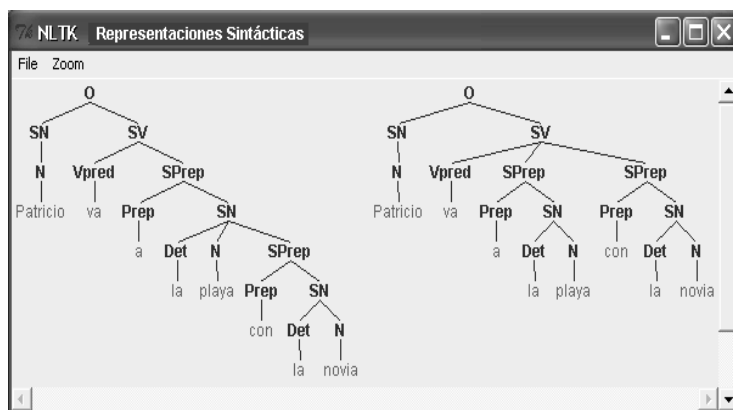 NLTK Representaciones Sintácticas
File Zoom
O O
SN SV SN SV
N Vpred SPrep N Vpred SPrep SPrep
Patricio va Prep SN Patricio va Prep SN Prep SN
a Det N SPrep a Det N con Det N
la playa Prep SN la playa la novia
con Det N
la novia